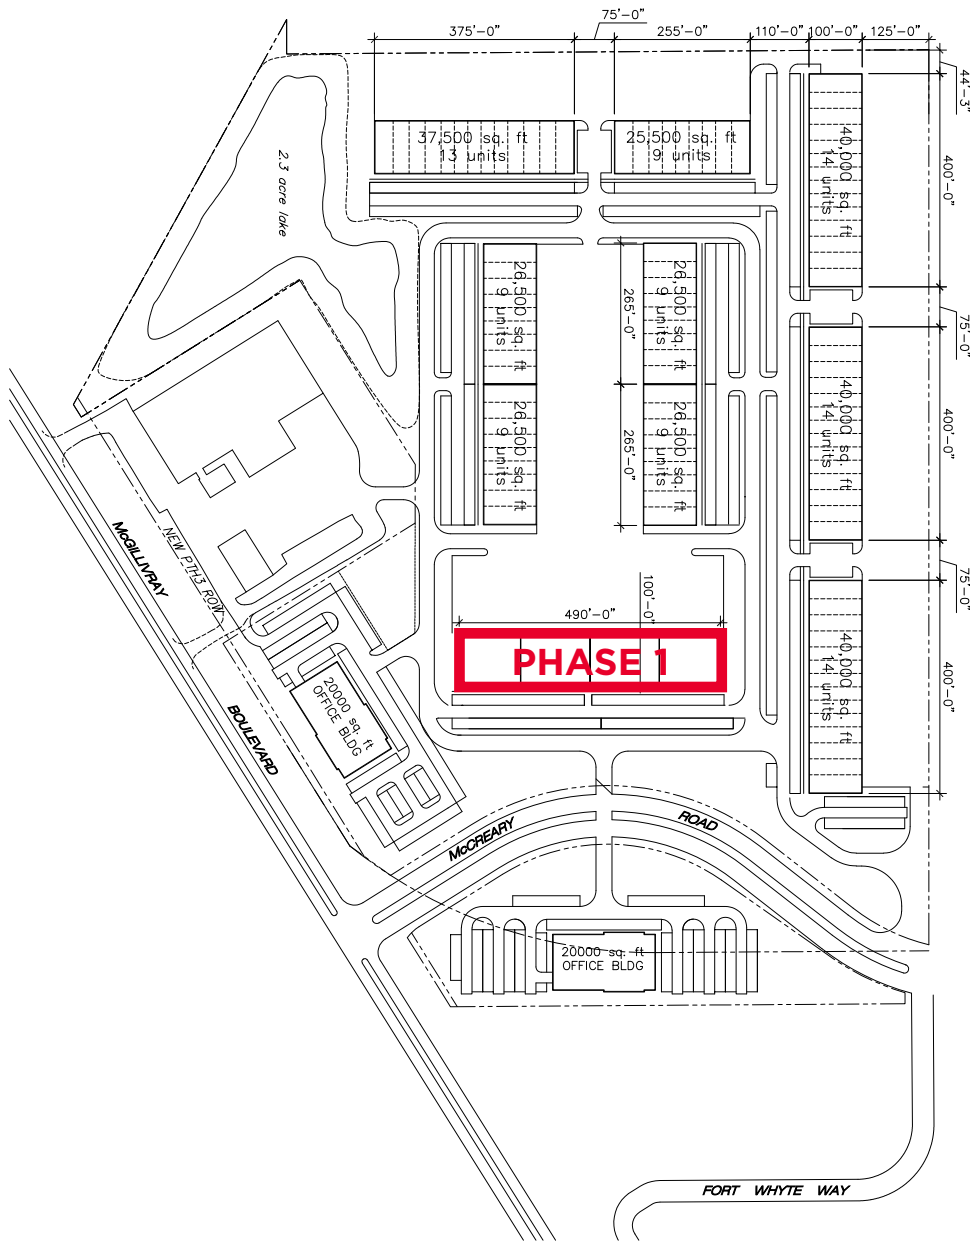 75'-0"
375'-0"
255'-0"
110'-0"
100'-0"
125'-0"
44'-3"
37,500 sq. ft
13 units
25,500 sq. ft
9 units
40,000 sq. ft
14 units
400'-0"
2.3 acre lake
26,500 sq. ft
9 units
265'-0"
26,500 sq. ft
9 units
75'-0"
26,500 sq. ft
9 units
265'-0"
26,500 sq. ft
9 units
40,000 sq. ft
14 units
400'-0"
McGILLIVRAY
NEW PTH3 ROW
75'-0"
100'-0"
490'-0"
PHASE 1
40,000 sq. ft
14 units
400'-0"
20000 sq. ft
OFFICE BLDG
BOULEVARD
McCREARY
ROAD
20000 sq. ft
OFFICE BLDG
FORT WHYTE WAY